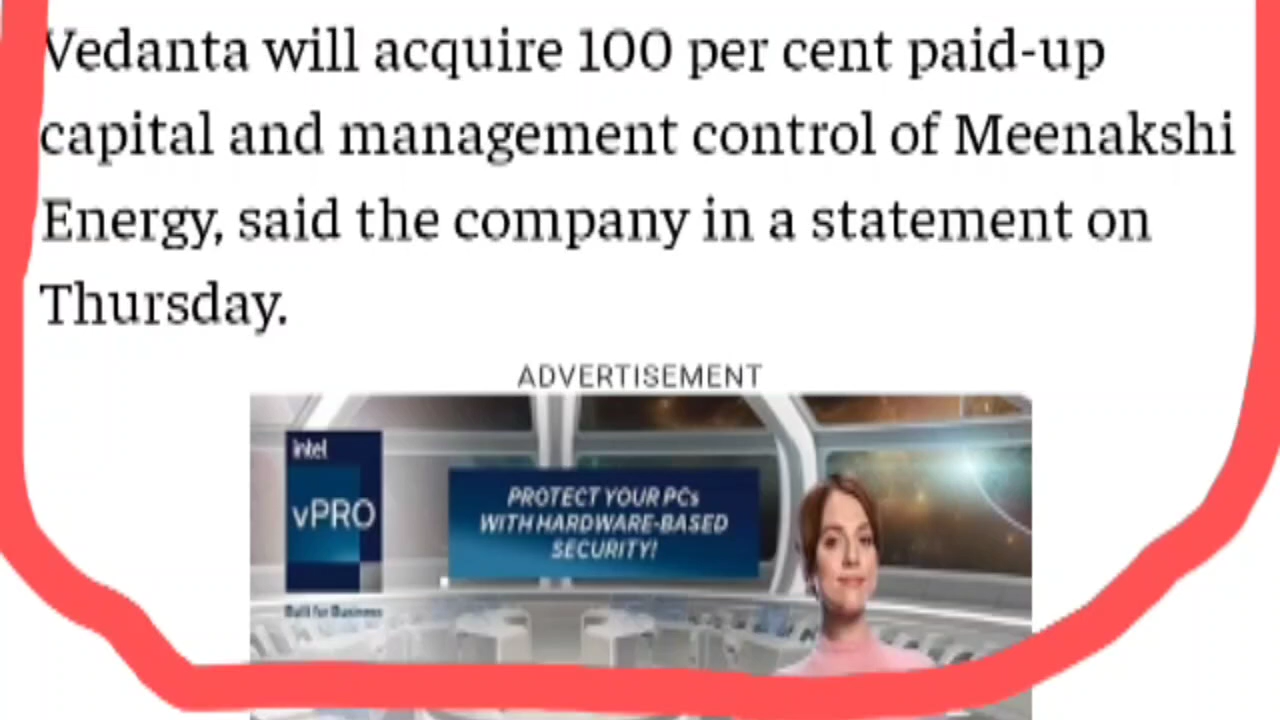 Vedanta will acquire 100 per cent paid-up
capital and management control of Meenakshi
Energy, said the company in a statement on
Thursday.
ADVERTISEMENT
intel
vPRO
Built for Business
PROTECT YOUR PCs
WITH HARDWARE-BASED
SECURITY!